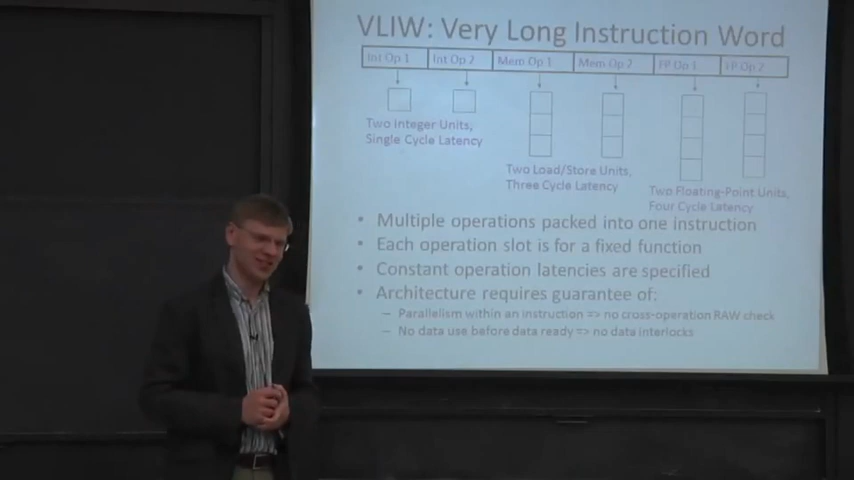 VLIW: Very Long Instruction Word
Int Op 1 Int Op 2 Mem Op 1 Mem Op 2 FP Op 1 FP Op 2
Two Integer Units,
Single Cycle Latency
Two Load/Store Units,
Three Cycle Latency
Two Floating-Point Units,
Four Cycle Latency
• Multiple operations packed into one instruction
• Each operation slot is for a fixed function
• Constant operation latencies are specified
• Architecture requires guarantee of:
– Parallelism within an instruction => no cross-operation RAW check
– No data use before data ready => no data interlocks